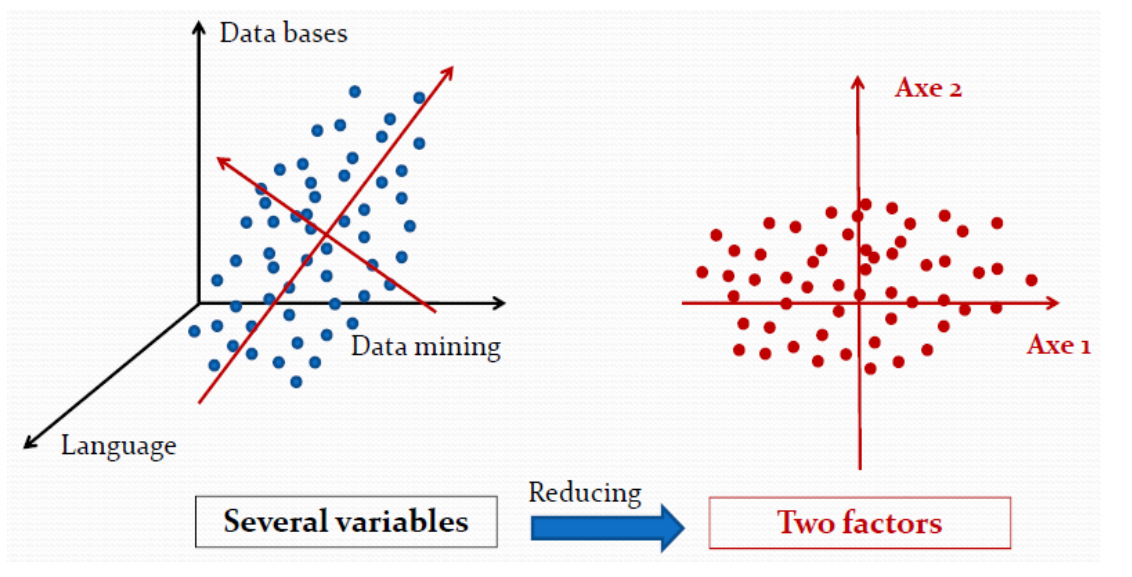 Data bases
Data mining
Language
Axe 2
Axe 1
Reducing
Several variables
Two factors